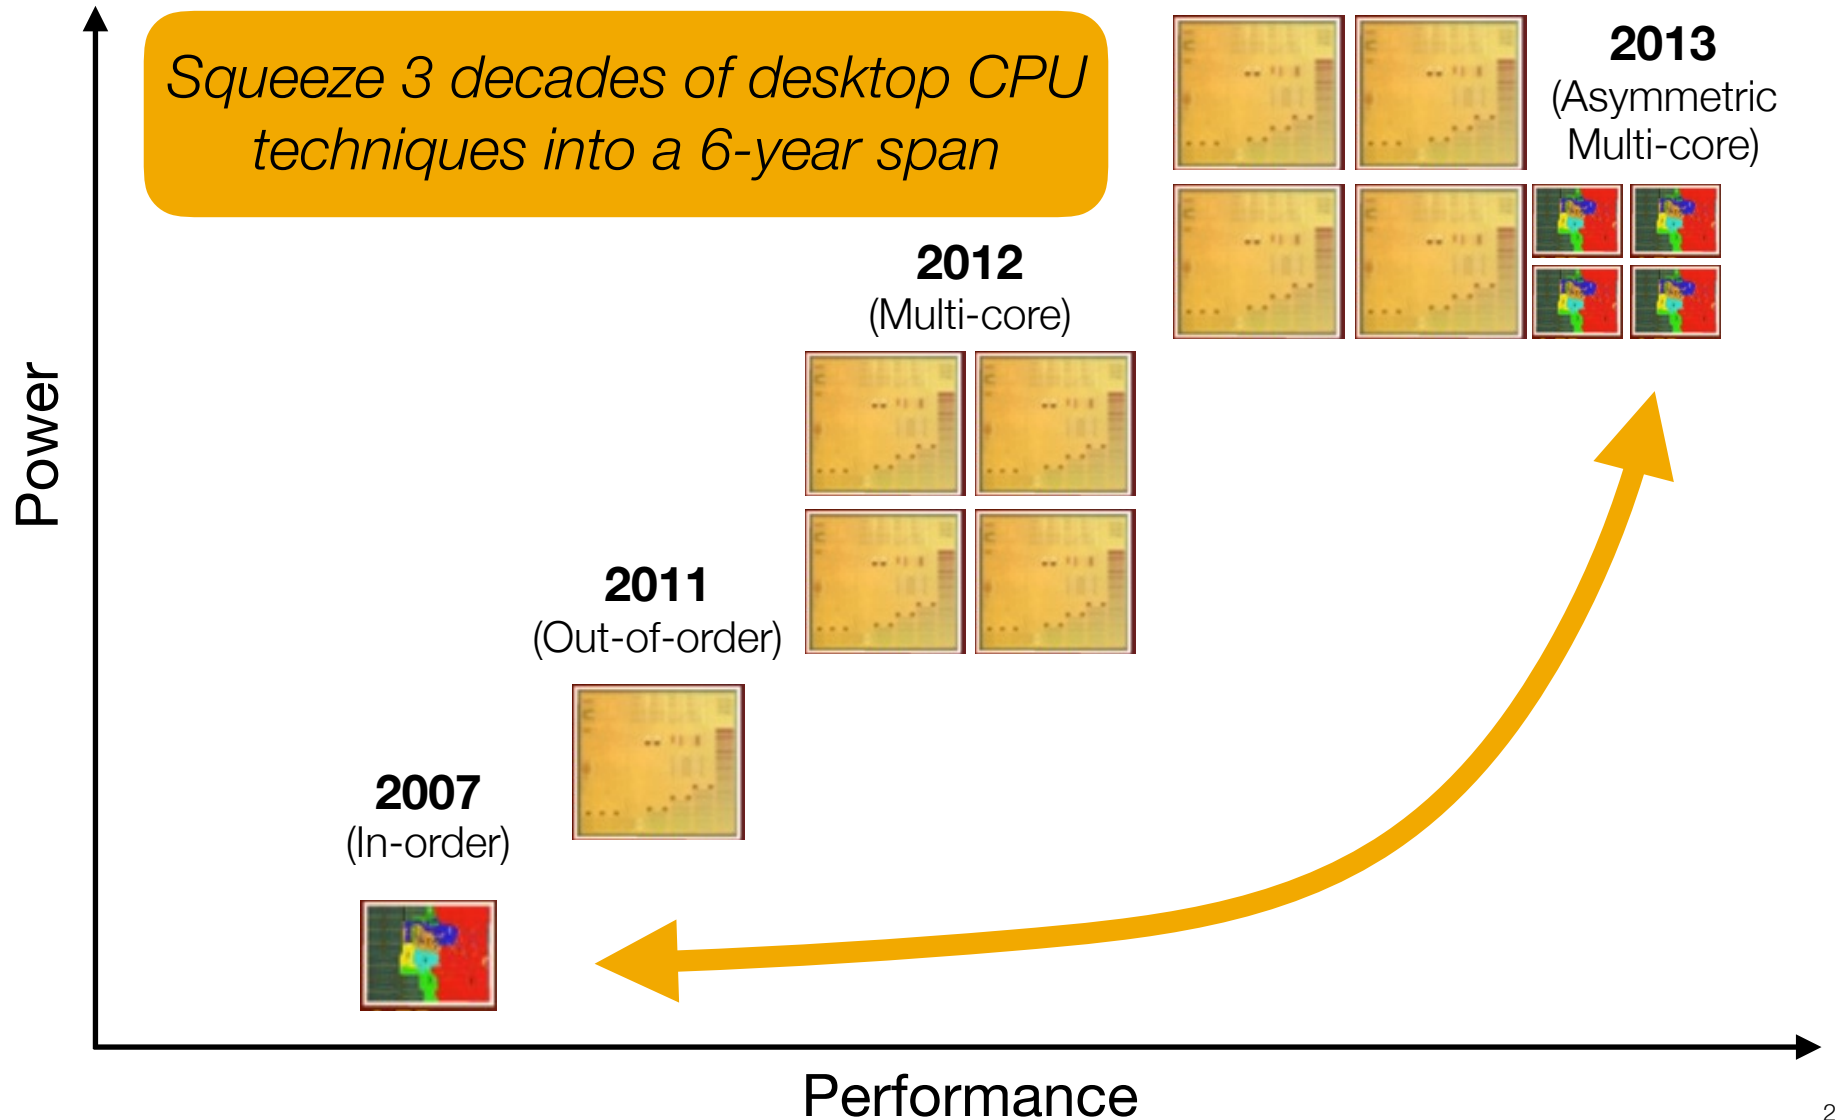 Squeeze 3 decades of desktop CPU
techniques into a 6-year span
2013
(Asymmetric
Multi-core)
2012
(Multi-core)
2011
(Out-of-order)
2007
(In-order)
Power
Performance
2